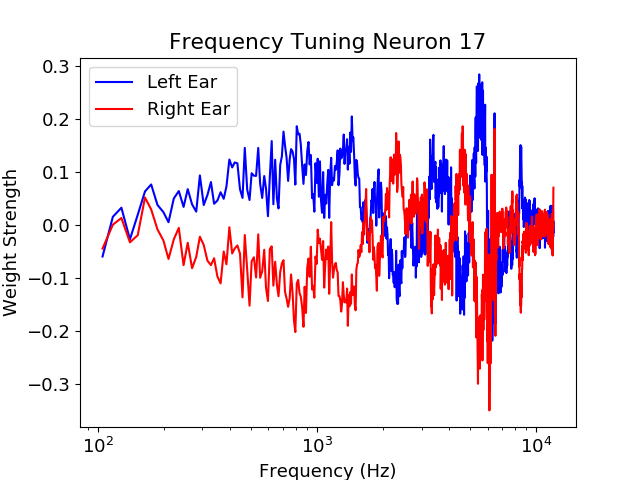 Frequency Tuning Neuron 17
Left Ear
Right Ear
Weight Strength
0.3
0.2
0.1
0.0
−0.1
−0.2
−0.3
10²
10³
10⁴
Frequency (Hz)